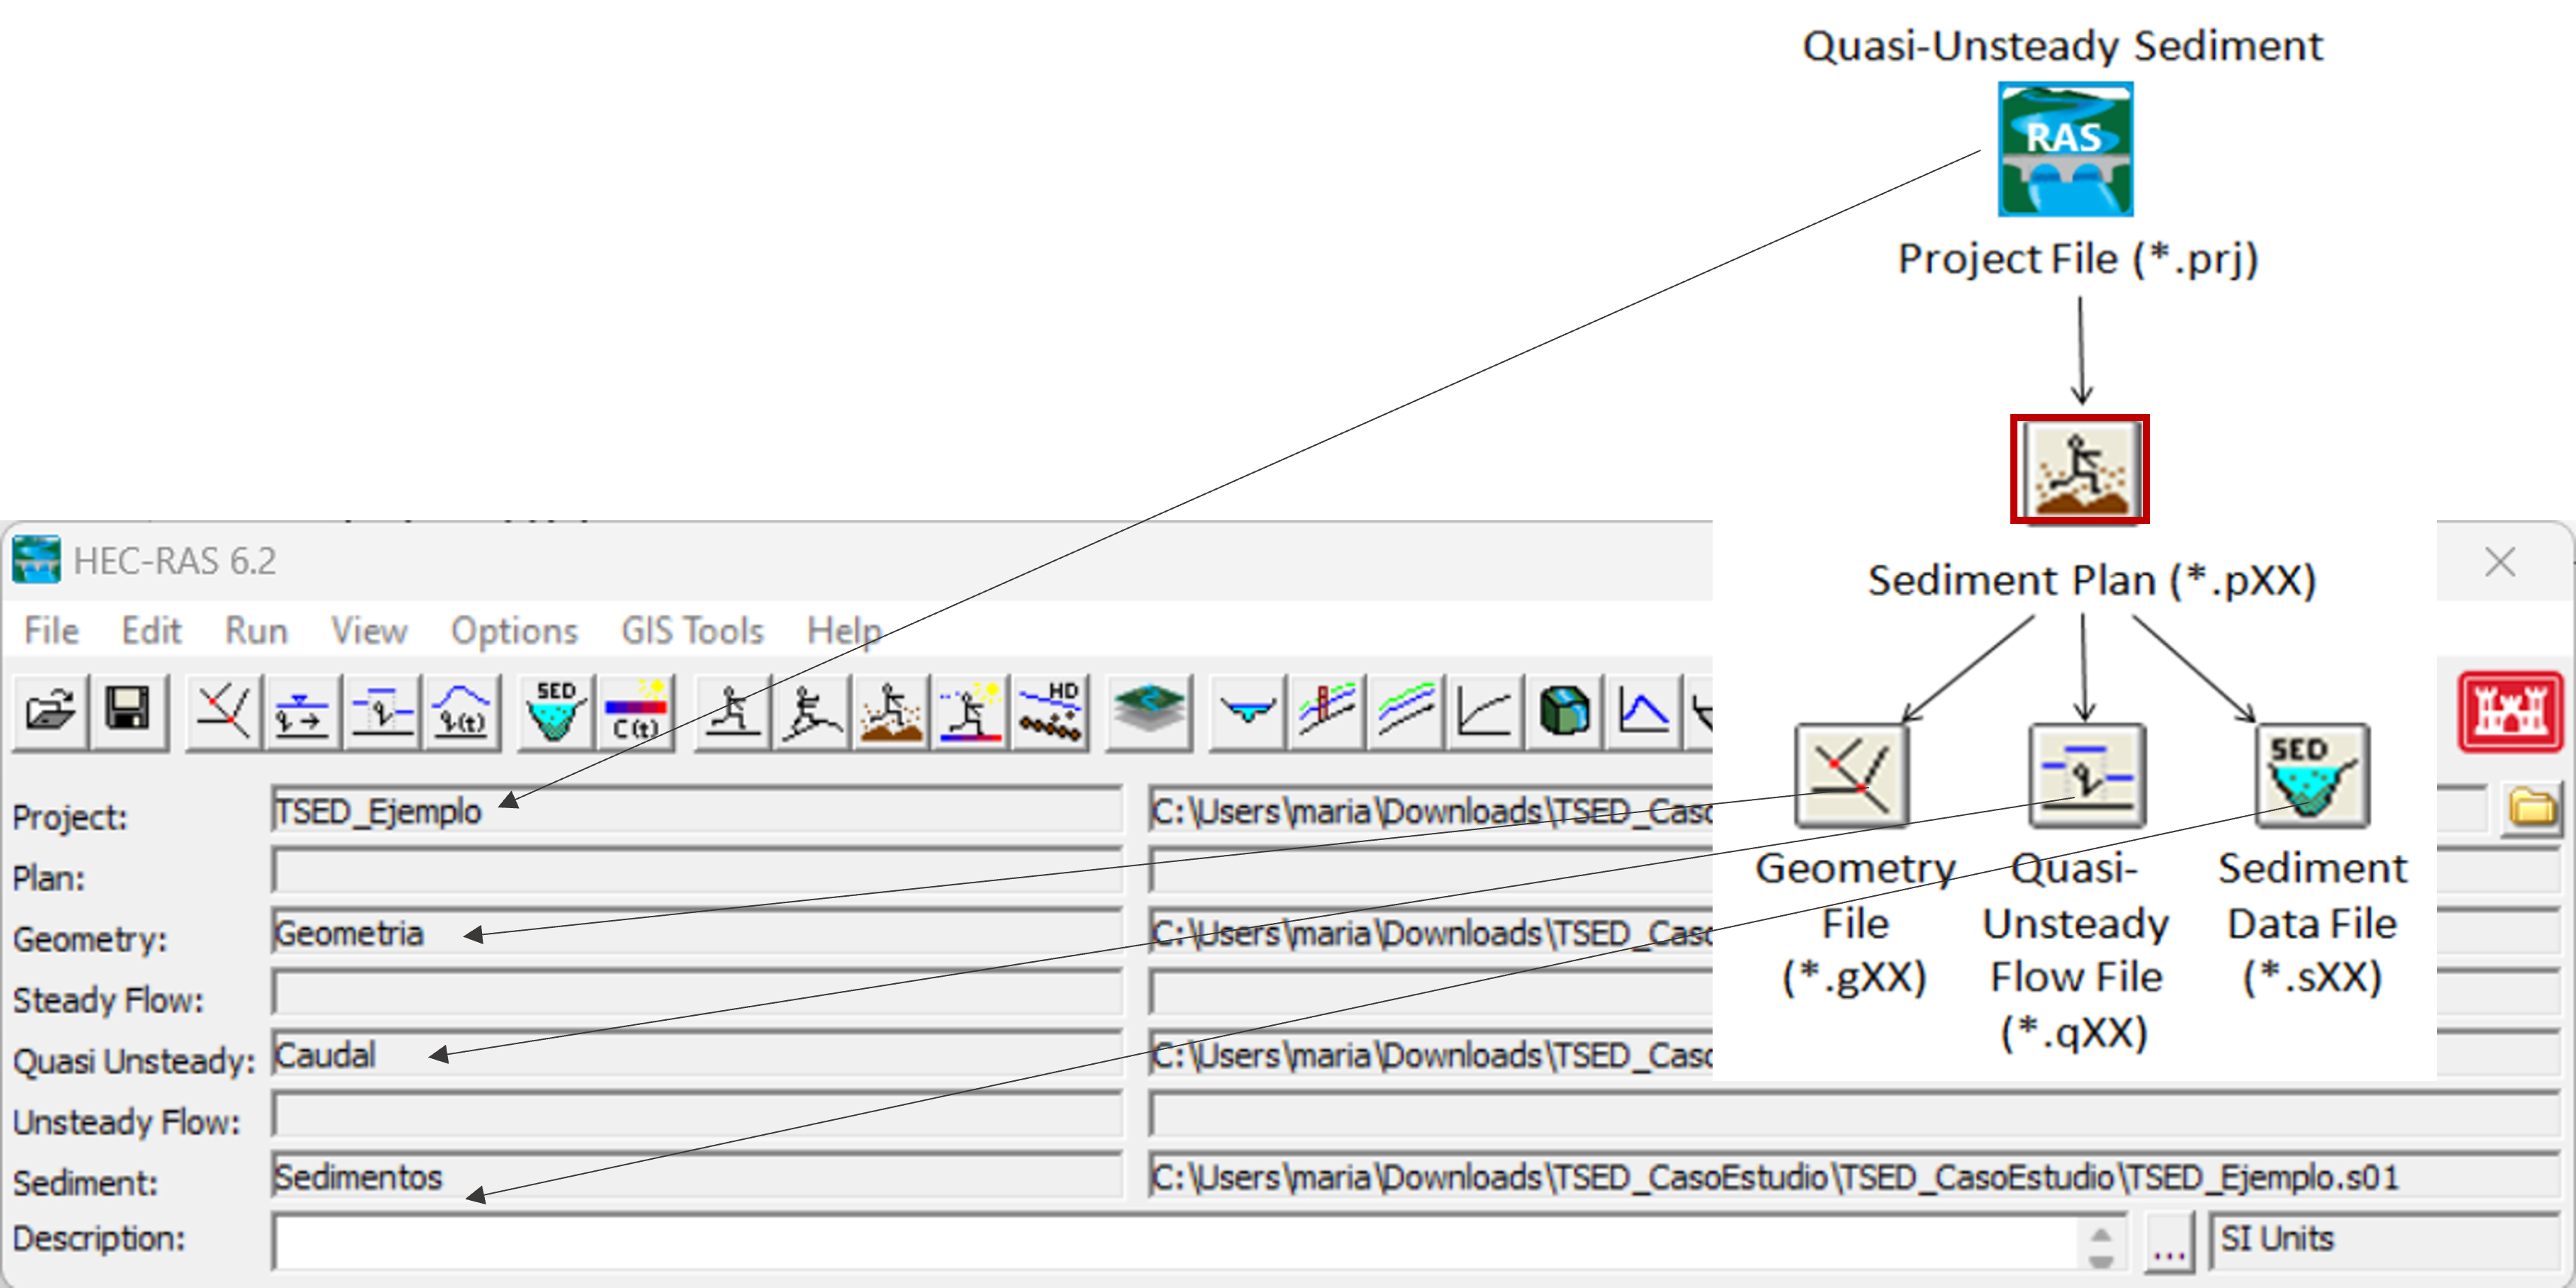 Quasi-Unsteady Sediment
RAS
Project File (*.prj)
Sediment Plan (*.pXX)
SED
Geometry File (*.gXX)
Quasi-Unsteady Flow File (*.qXX)
Sediment Data File (*.sXX)
HEC-RAS 6.2
File Edit Run View Options GIS Tools Help
SED C(t) HD
Project: TSED_Ejemplo C:\Users\maria\Downloads\TSED_Caso
Plan:
Geometry: Geometria C:\Users\maria\Downloads\TSED_Caso
Steady Flow:
Quasi Unsteady: Caudal C:\Users\maria\Downloads\TSED_Caso
Unsteady Flow:
Sediment: Sedimentos C:\Users\maria\Downloads\TSED_CasoEstudio\TSED_CasoEstudio\TSED_Ejemplo.s01
Description: ... SI Units